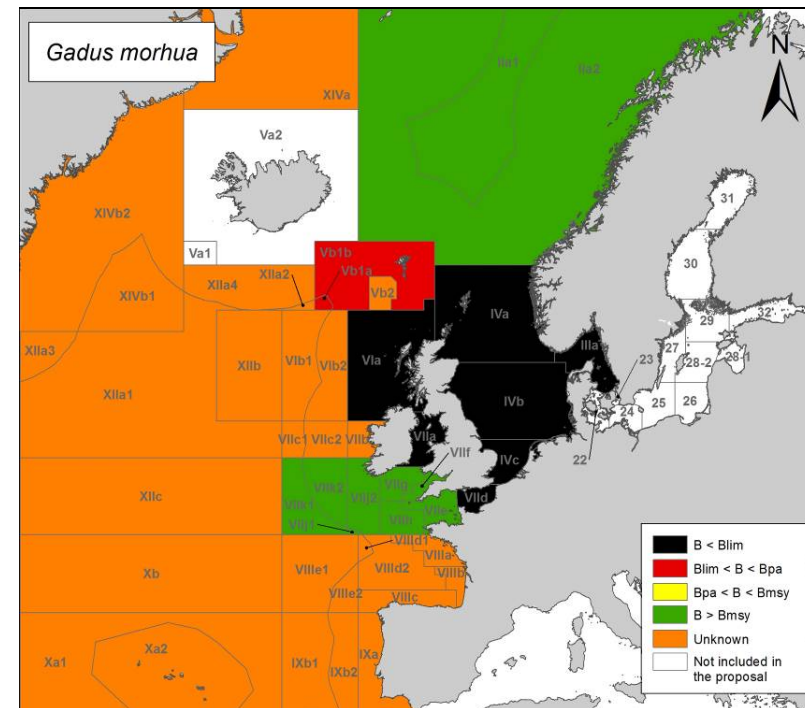 Gadus morhua
N
IIa1
IIa2
XIVa
Va2
31
XIVb2
30
Va1
Vb1b
XIIa2
Vb1a
XIIa4
Vb2
XIVb1
29
32
IVa
XIIa3
VIa
IIIa
23
27
28-2
28-1
XIIb
VIb1
VIb2
XIIa1
IVb
24
25
26
VIIc1
VIIc2
VIIb
VIIa
VIIf
IVc
22
XIIc
VIIk2
VIIg
VIId
VIIk1
VIIj2
VIIe
VIIh
VIIj1
VIIId1
VIIIa
Xb
VIIIe1
VIIId2
VIIIb
VIIIe2
VIIIc
Xa2
Xa1
IXb1
IXb2
IXa
B < Blim
Blim < B < Bpa
Bpa < B < Bmsy
B > Bmsy
Unknown
Not included in
the proposal